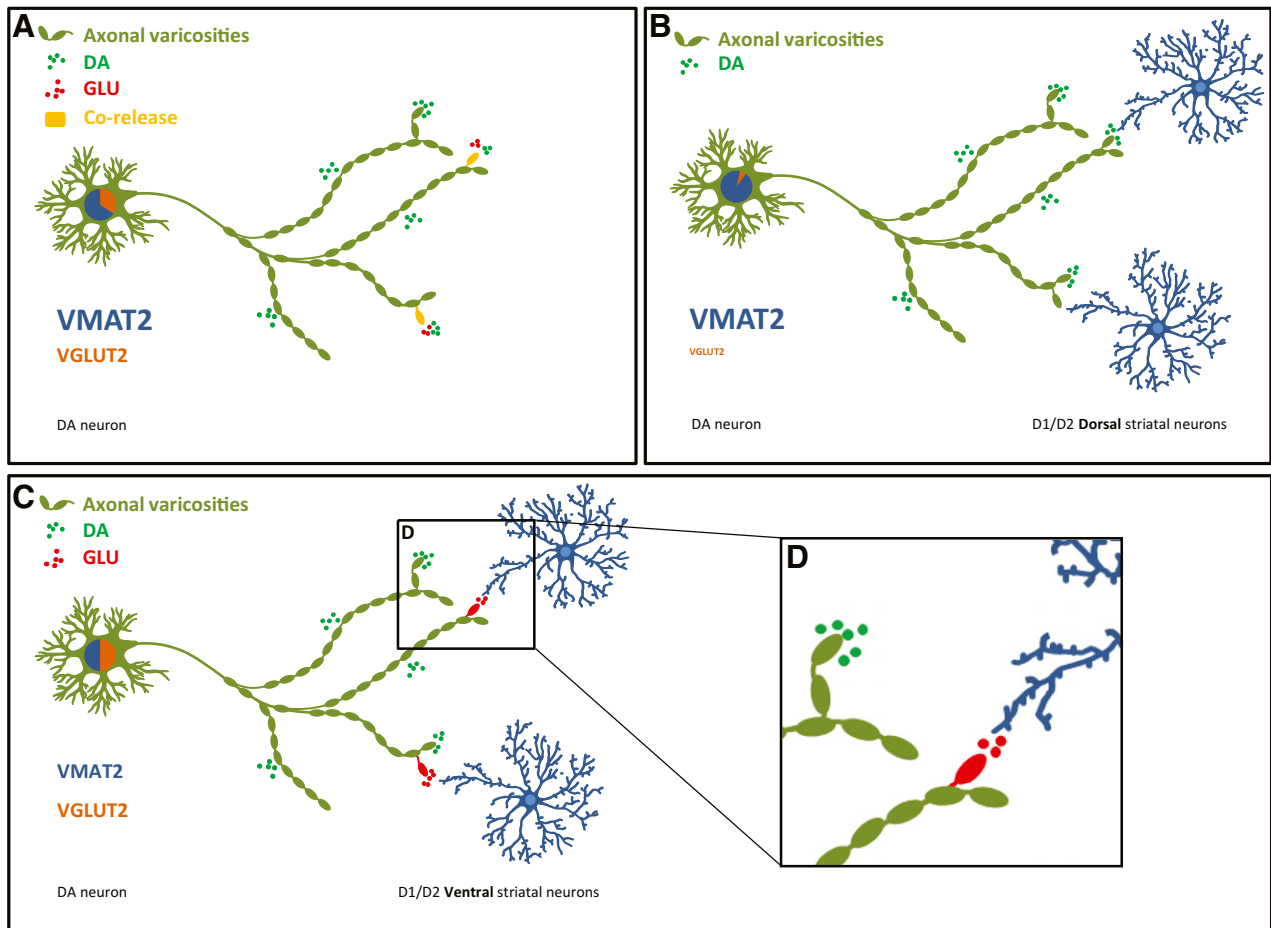 A
Axonal varicosities
DA
GLU
Co-release
VMAT2
VGLUT2
DA neuron
B
Axonal varicosities
DA
VMAT2
VGLUT2
DA neuron
D1/D2 Dorsal striatal neurons
C
Axonal varicosities
DA
GLU
D
VMAT2
VGLUT2
DA neuron
D1/D2 Ventral striatal neurons
D